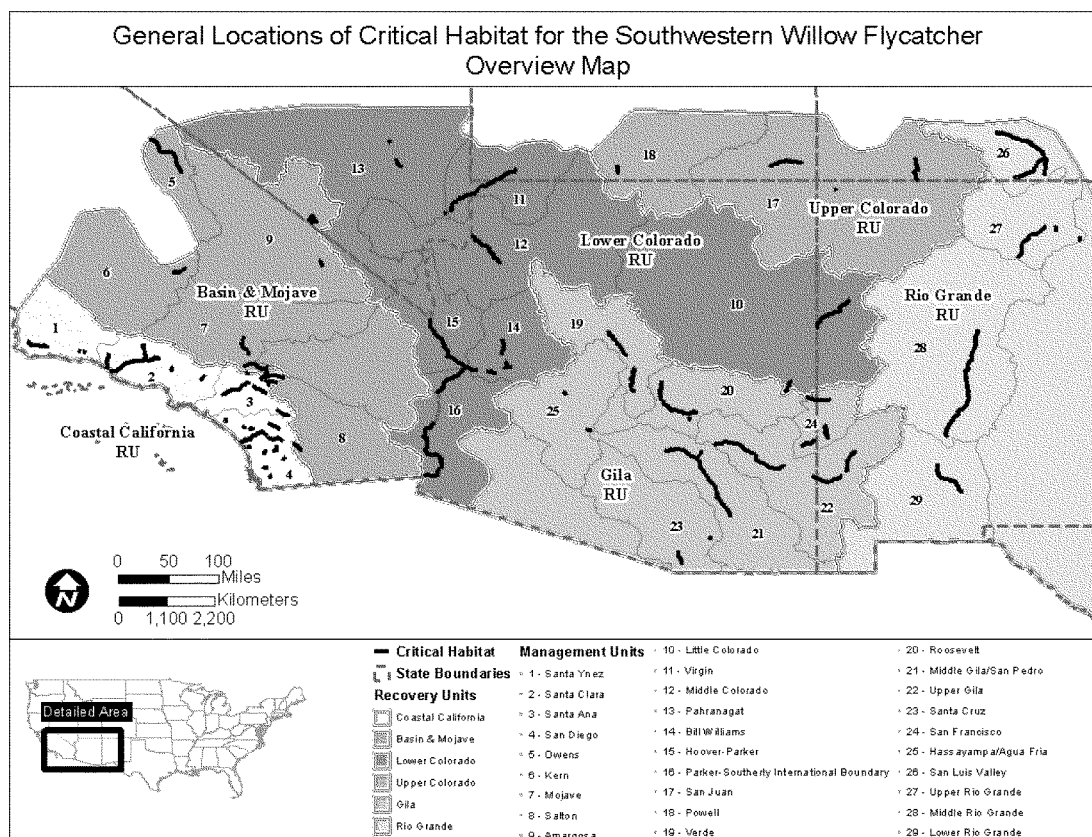 General Locations of Critical Habitat for the Southwestern Willow Flycatcher
Overview Map
26
18
13
5
17
11
Upper Colorado
RU
27
9
12
Lower Colorado
RU
6
Basin & Mojave
RU
10
Rio Grande
RU
1
7
15
14
19
28
2
20
3
16
25
24
Coastal California
RU
8
4
Gila
RU
22
29
23
21
0 50 100
Miles
Kilometers
0 1,100 2,200
N
Detailed Area
Critical Habitat
State Boundaries
Recovery Units
Coastal California
Basin & Mojave
Lower Colorado
Upper Colorado
Gila
Rio Grande
Management Units
1 - Santa Ynez
2 - Santa Clara
3 - Santa Ana
4 - San Diego
5 - Owens
6 - Kern
7 - Mojave
8 - Salton
9 - Amargosa
10 - Little Colorado
11 - Virgin
12 - Middle Colorado
13 - Pahranagat
14 - Bill Williams
15 - Hoover-Parker
16 - Parker-Southerly International Boundary
17 - San Juan
18 - Powell
19 - Verde
20 - Roosevelt
21 - Middle Gila/San Pedro
22 - Upper Gila
23 - Santa Cruz
24 - San Francisco
25 - Hassayampa/Agua Fria
26 - San Luis Valley
27 - Upper Rio Grande
28 - Middle Rio Grande
29 - Lower Rio Grande